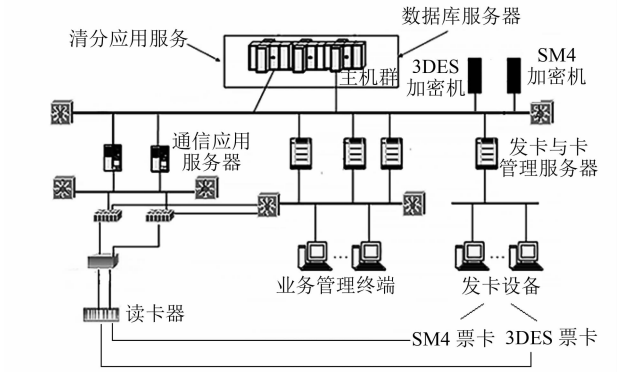 数据库服务器
清分应用服务
主机群
3DES
加密机
SM4
加密机
通信应用
服务器
发卡与卡
管理服务器
业务管理终端
发卡设备
读卡器
SM4 票卡
3DES 票卡